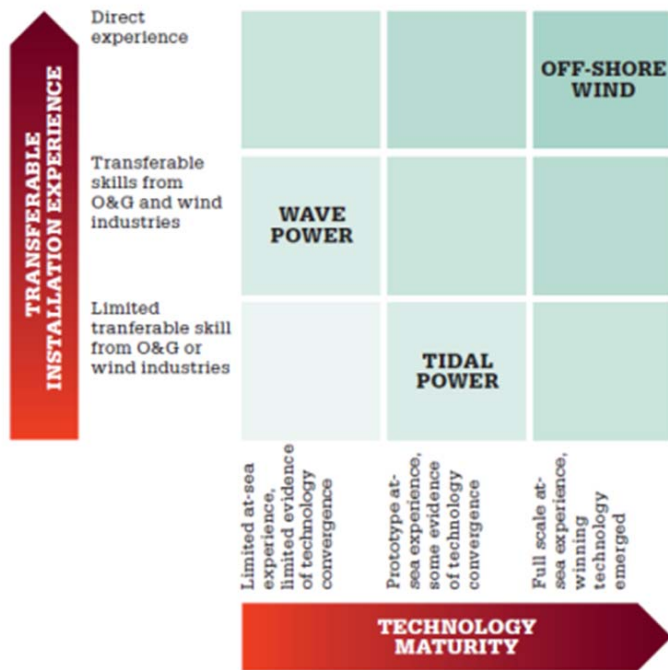 TRANSFERABLE
INSTALLATION EXPERIENCE
Direct
experience
OFF-SHORE
WIND
Transferable
skills from
O&G and wind
industries
WAVE
POWER
Limited
tranferable skill
from O&G or
wind industries
TIDAL
POWER
Limited at-sea
experience,
limited evidence
of technology
convergence
Prototype at-
sea experience,
some evidence
of technology
convergence
Full scale at-
sea experience,
winning
technology
emerged
TECHNOLOGY
MATURITY